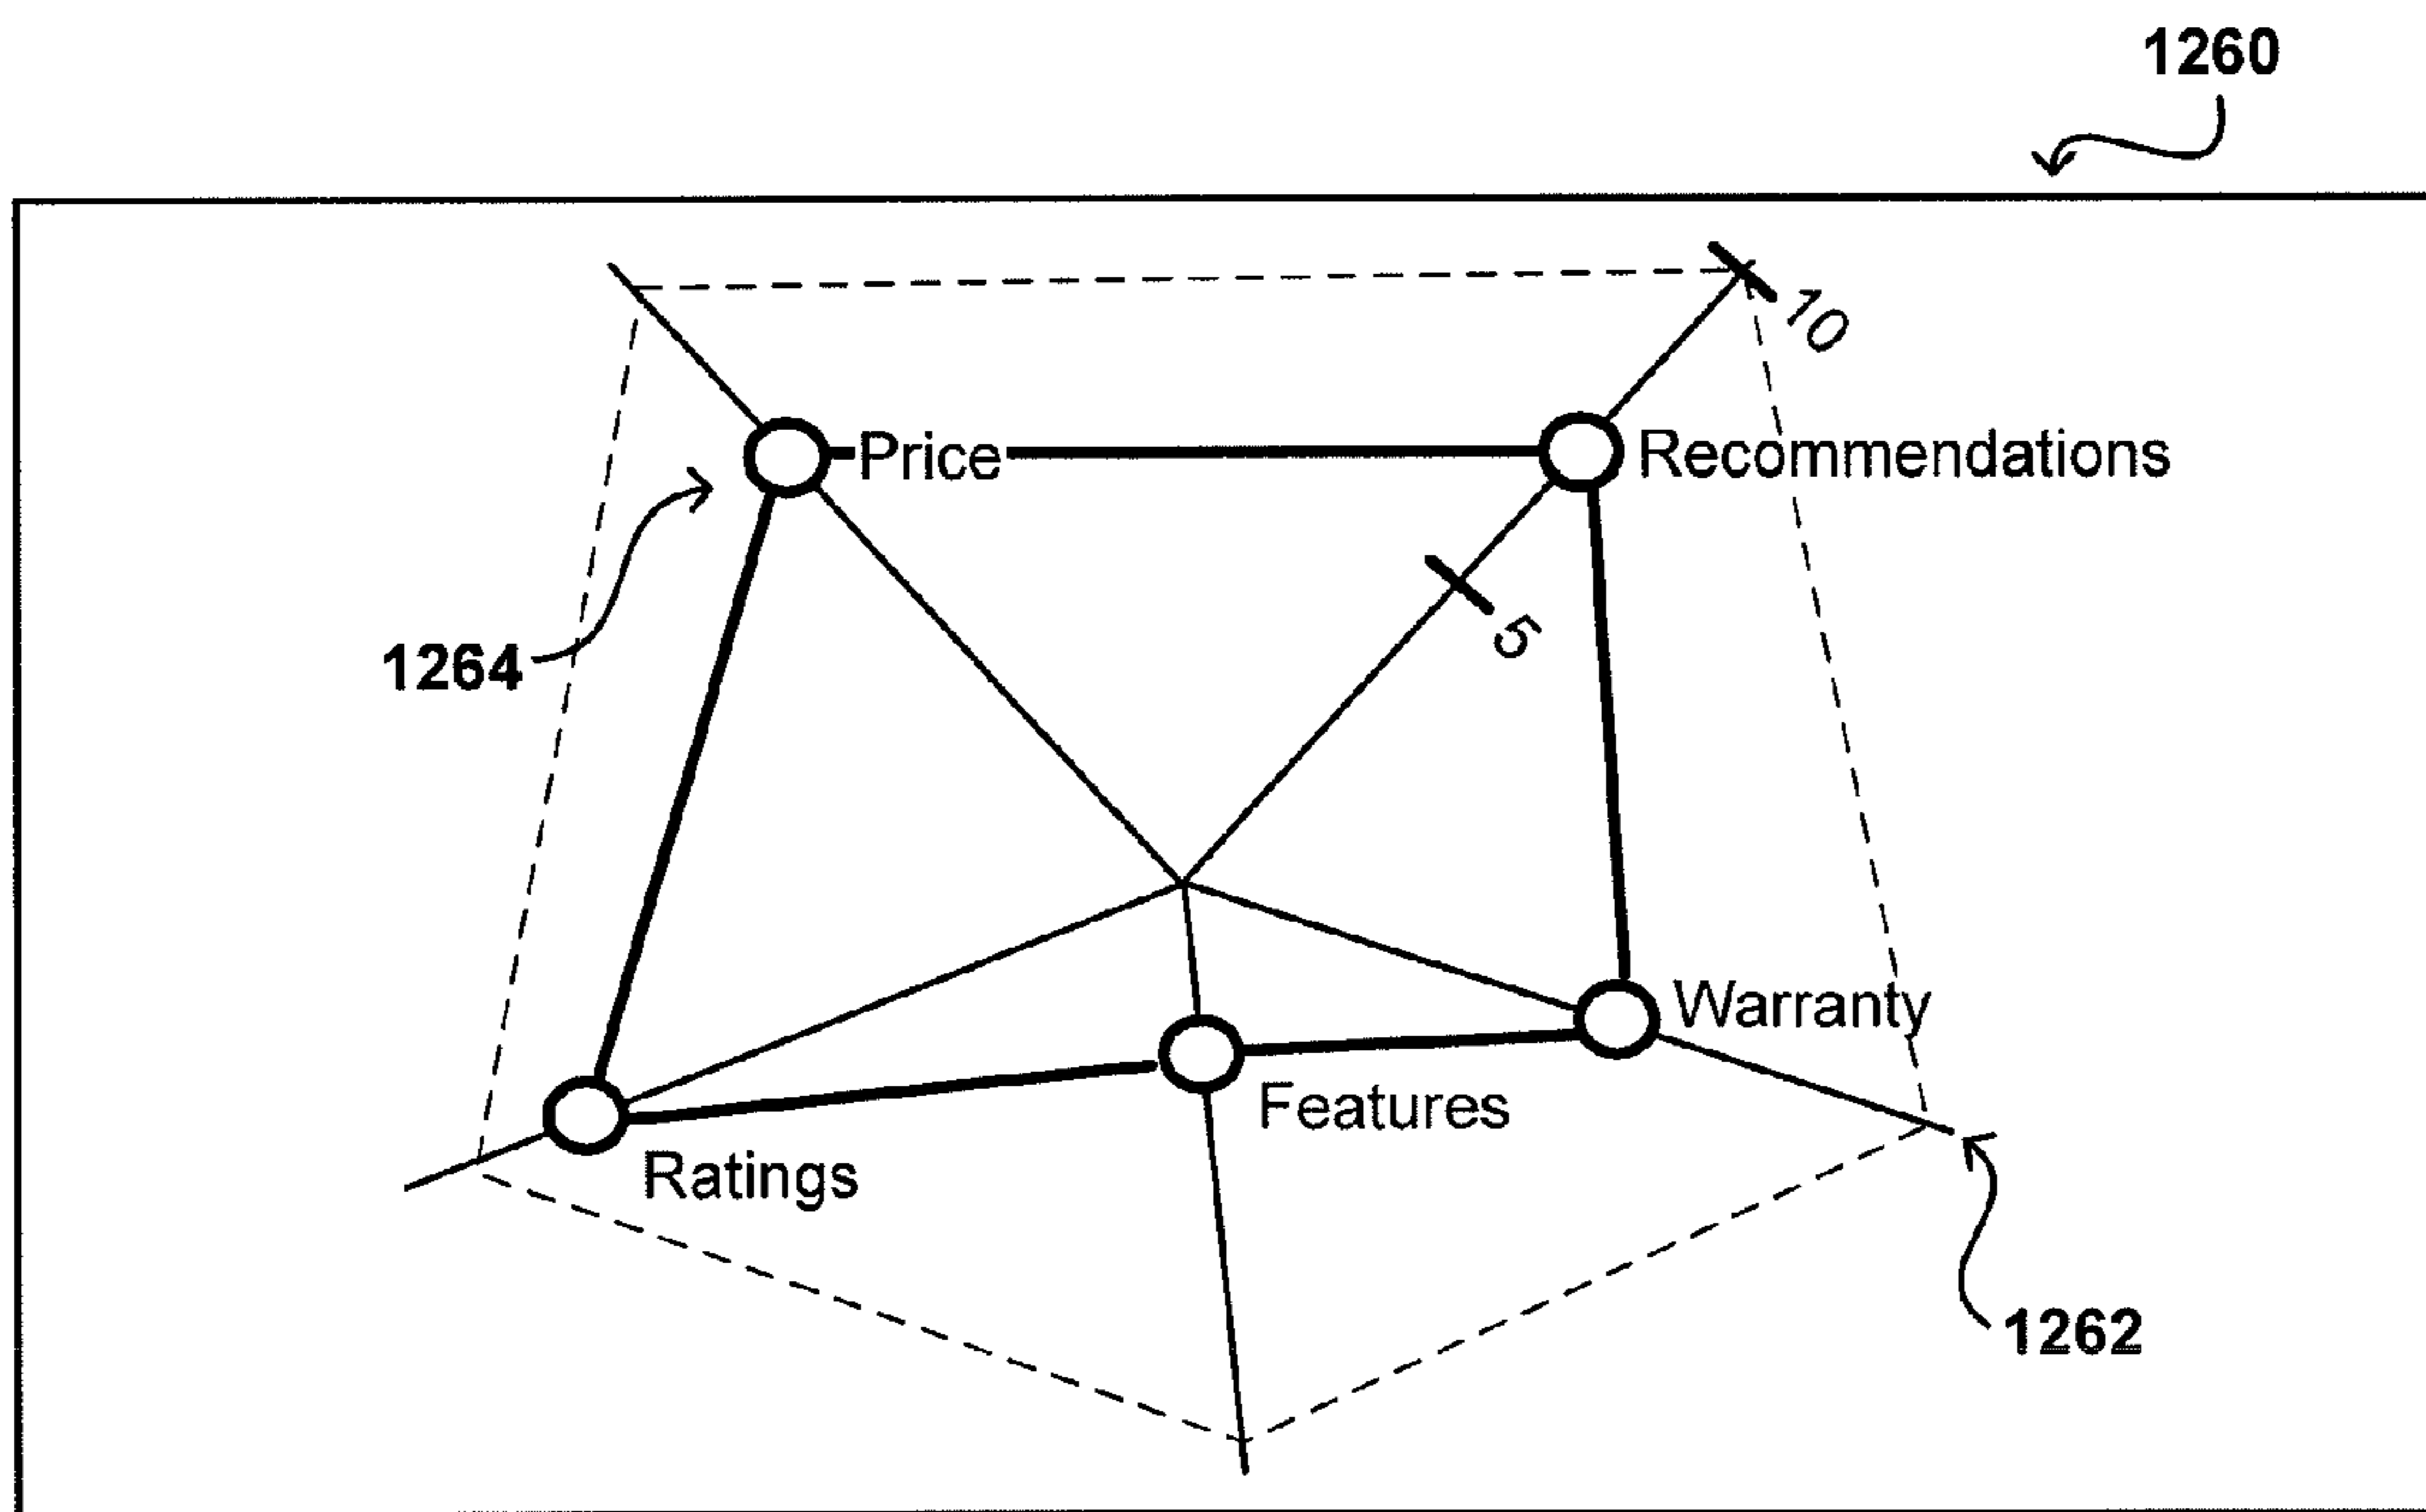 1260
10
Price
Recommendations
5
1264
Warranty
Features
Ratings
1262